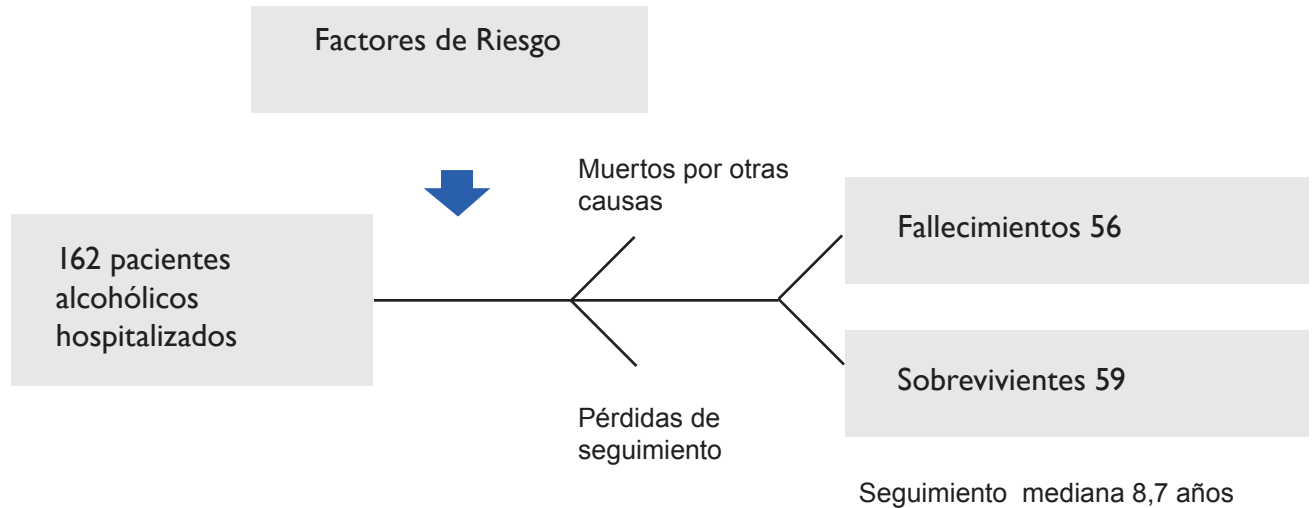 Factores de Riesgo
Muertos por otras
causas
162 pacientes
alcohólicos
hospitalizados
Fallecimientos 56
Sobrevivientes 59
Pérdidas de
seguimiento
Seguimiento mediana 8,7 años